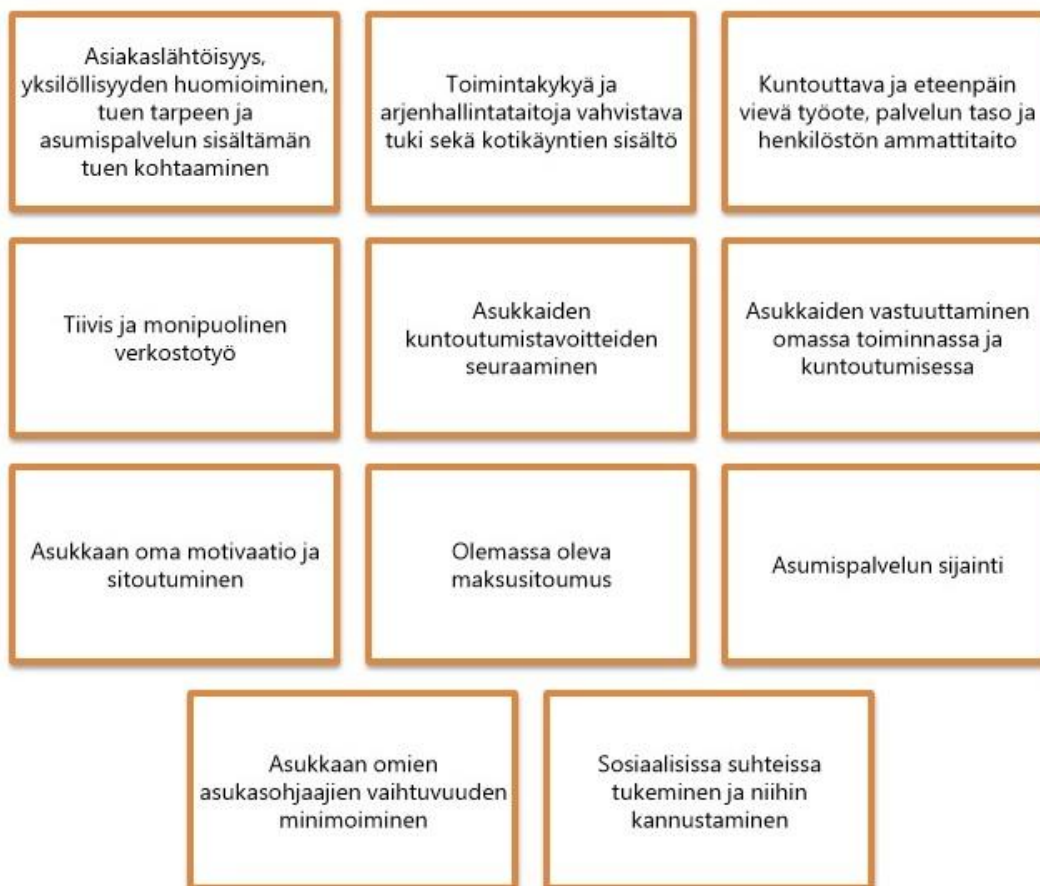 Asiakaslähtöisyys,
yksilöllisyyden huomioiminen,
tuen tarpeen ja
asumispalvelun sisältämän
tuen kohtaaminen
Toimintakykyä ja
arjenhallintataitoja vahvistava
tuki sekä kotikäyntien sisältö
Kuntouttava ja eteenpäin
vievä työote, palvelun taso ja
henkilöstön ammattitaito
Tiivis ja monipuolinen
verkostotyö
Asukkaiden
kuntoutumistavoitteiden
seuraaminen
Asukkaiden vastuuttaminen
omassa toiminnassa ja
kuntoutumisessa
Asukkaan oma motivaatio ja
sitoutuminen
Olemassa oleva
maksusitoumus
Asumispalvelun sijainti
Asukkaan omien
asukasohjaajien vaihtuvuuden
minimoiminen
Sosiaalisissa suhteissa
tukeminen ja niihin
kannustaminen